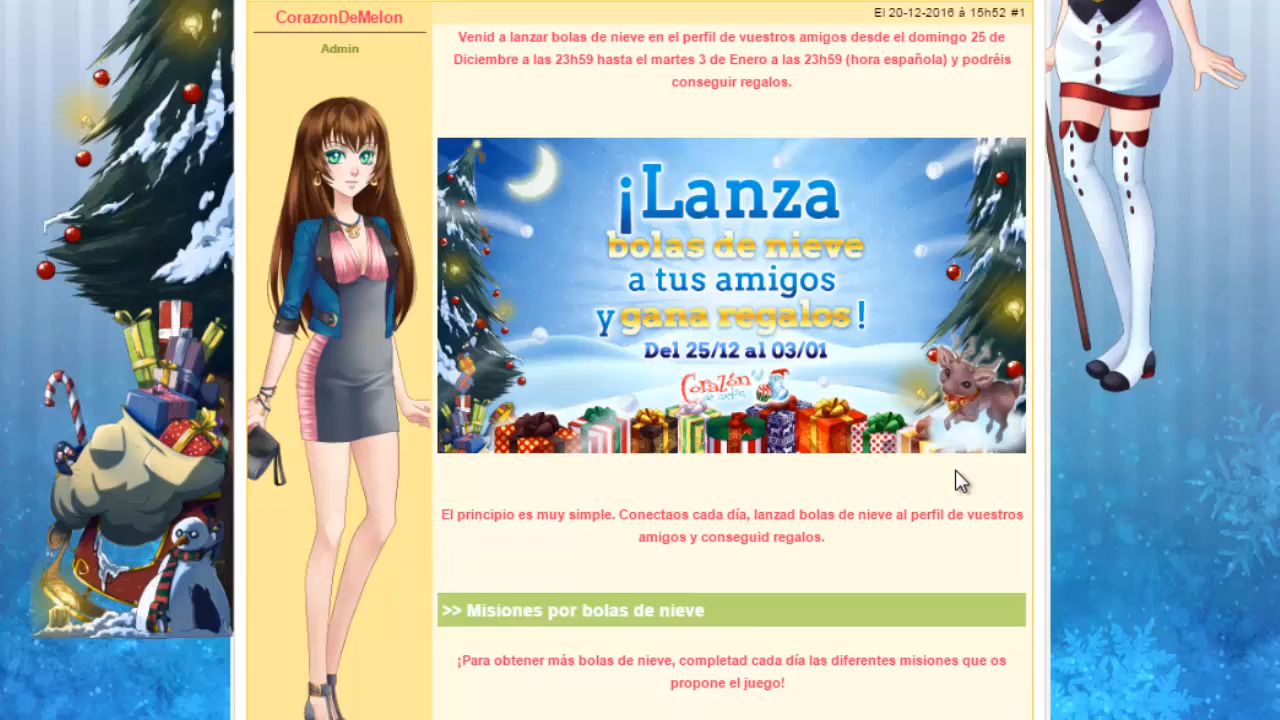 CorazonDeMelon
Admin
El 20-12-2016 à 15h52 #1
Venid a lanzar bolas de nieve en el perfil de vuestros amigos desde el domingo 25 de
Diciembre a las 23h59 hasta el martes 3 de Enero a las 23h59 (hora española) y podréis
conseguir regalos.
¡Lanza
bolas de nieve
a tus amigos
y gana regalos!
Del 25/12 al 03/01
Corazón
de melón
El principio es muy simple. Conectaos cada día, lanzad bolas de nieve al perfil de vuestros
amigos y conseguid regalos.
>> Misiones por bolas de nieve
¡Para obtener más bolas de nieve, completad cada día las diferentes misiones que os
propone el juego!